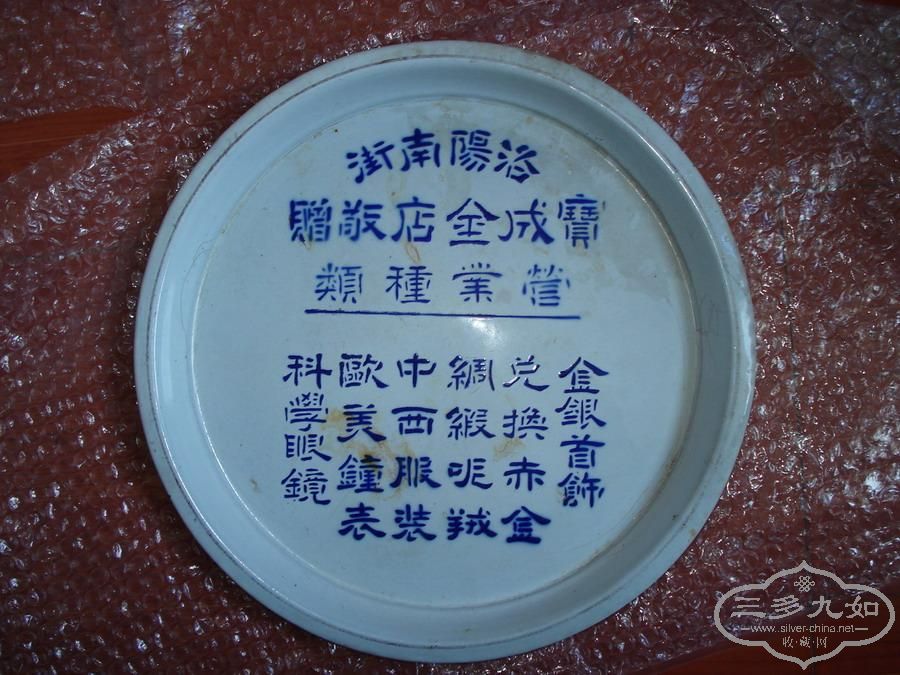 洛陽南街
寶成金店敬贈
營業種類
金銀首飾
兑換赤金
綢緞呢羢
中西服裝
歐美鐘表
科學眼鏡
三多九如
www.silver-china.net
收藏网